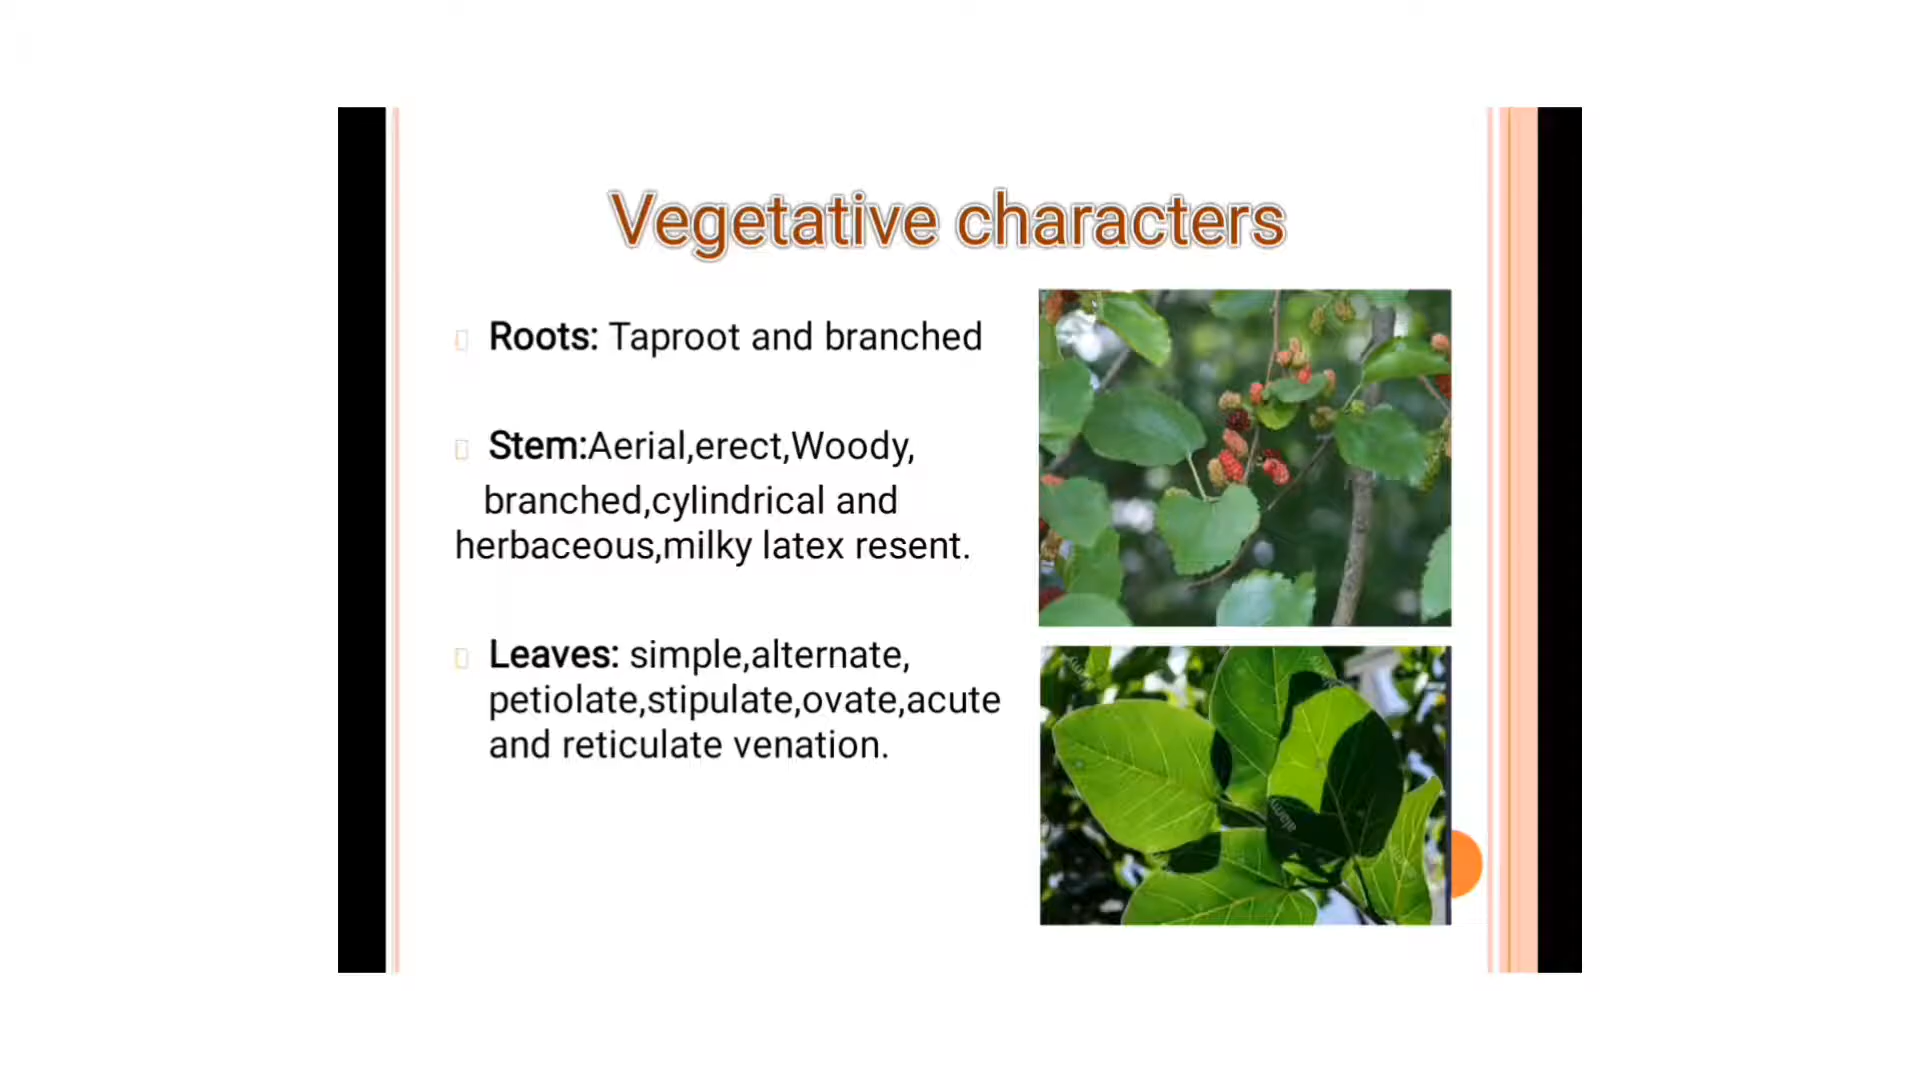 Vegetative characters
Roots: Taproot and branched
Stem:Aerial,erect,Woody,
branched,cylindrical and
herbaceous,milky latex resent.
Leaves: simple,alternate,
petiolate,stipulate,ovate,acute
and reticulate venation.